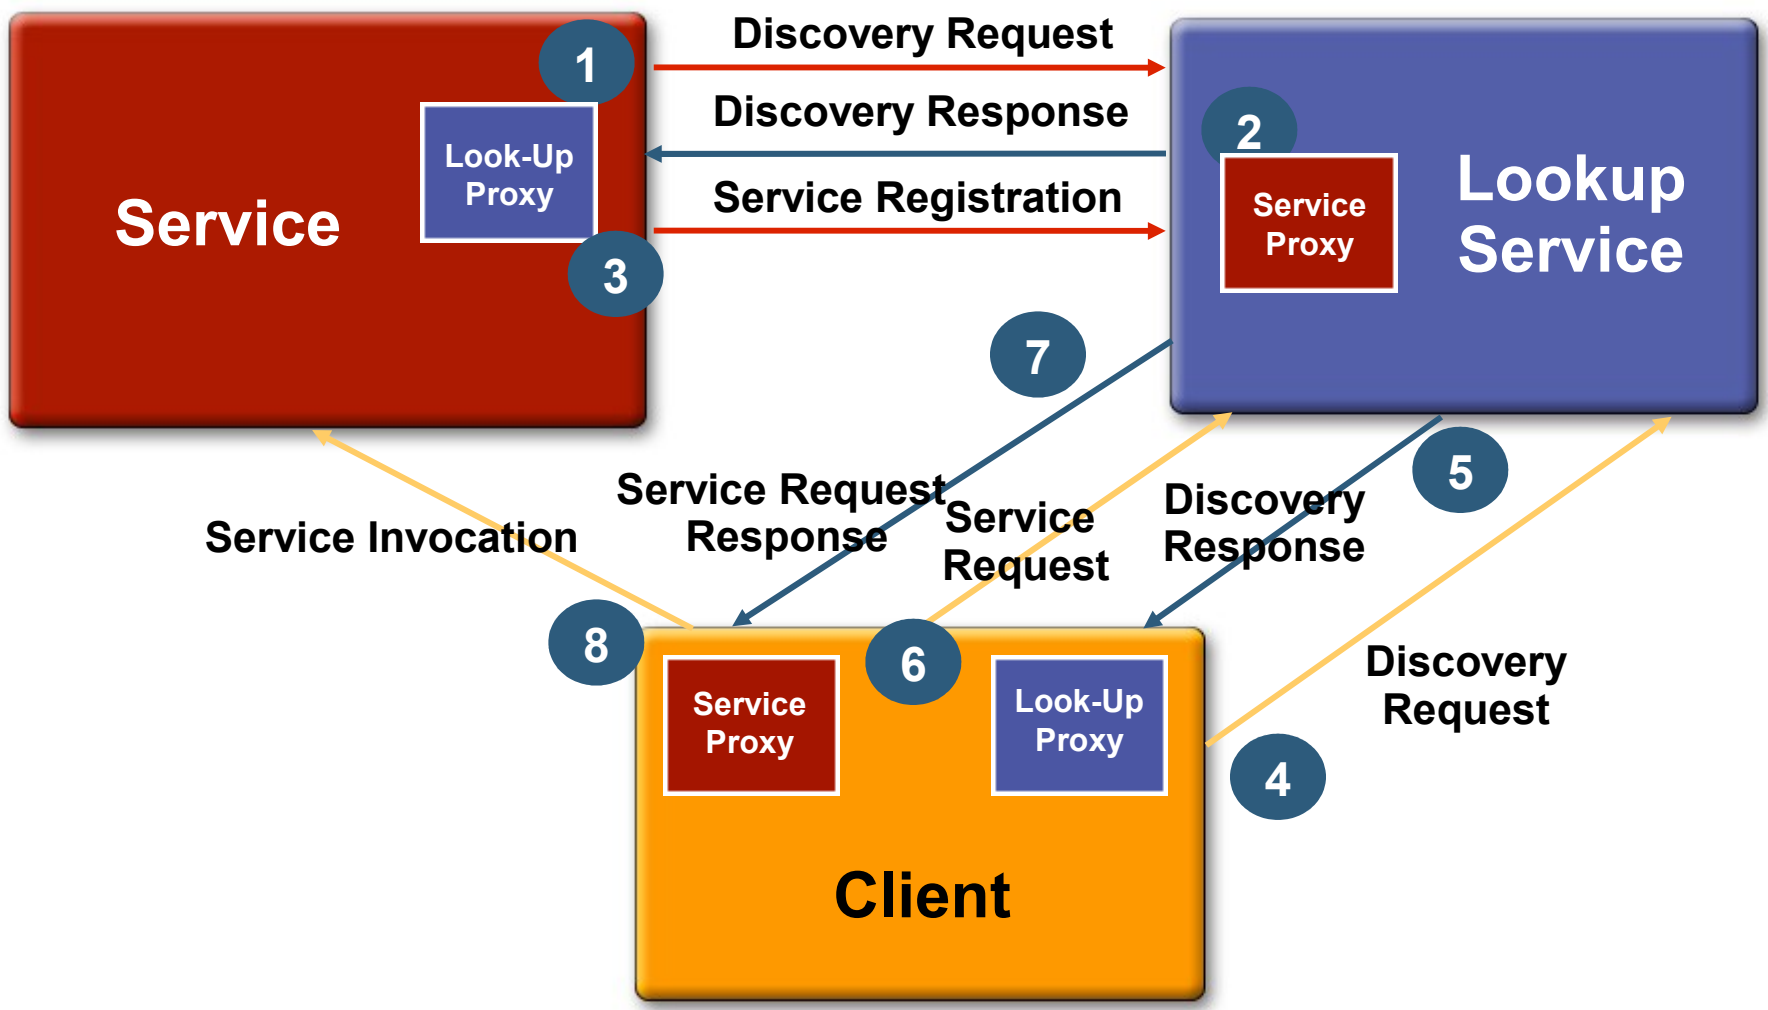 Discovery Request
1
Discovery Response
2
Look-Up
Proxy
Service
Lookup
Service
Service Registration
Service
Proxy
3
7
5
Service Request
Response
Service
Request
Discovery
Response
Service Invocation
8
6
Discovery
Request
Service
Proxy
Look-Up
Proxy
4
Client